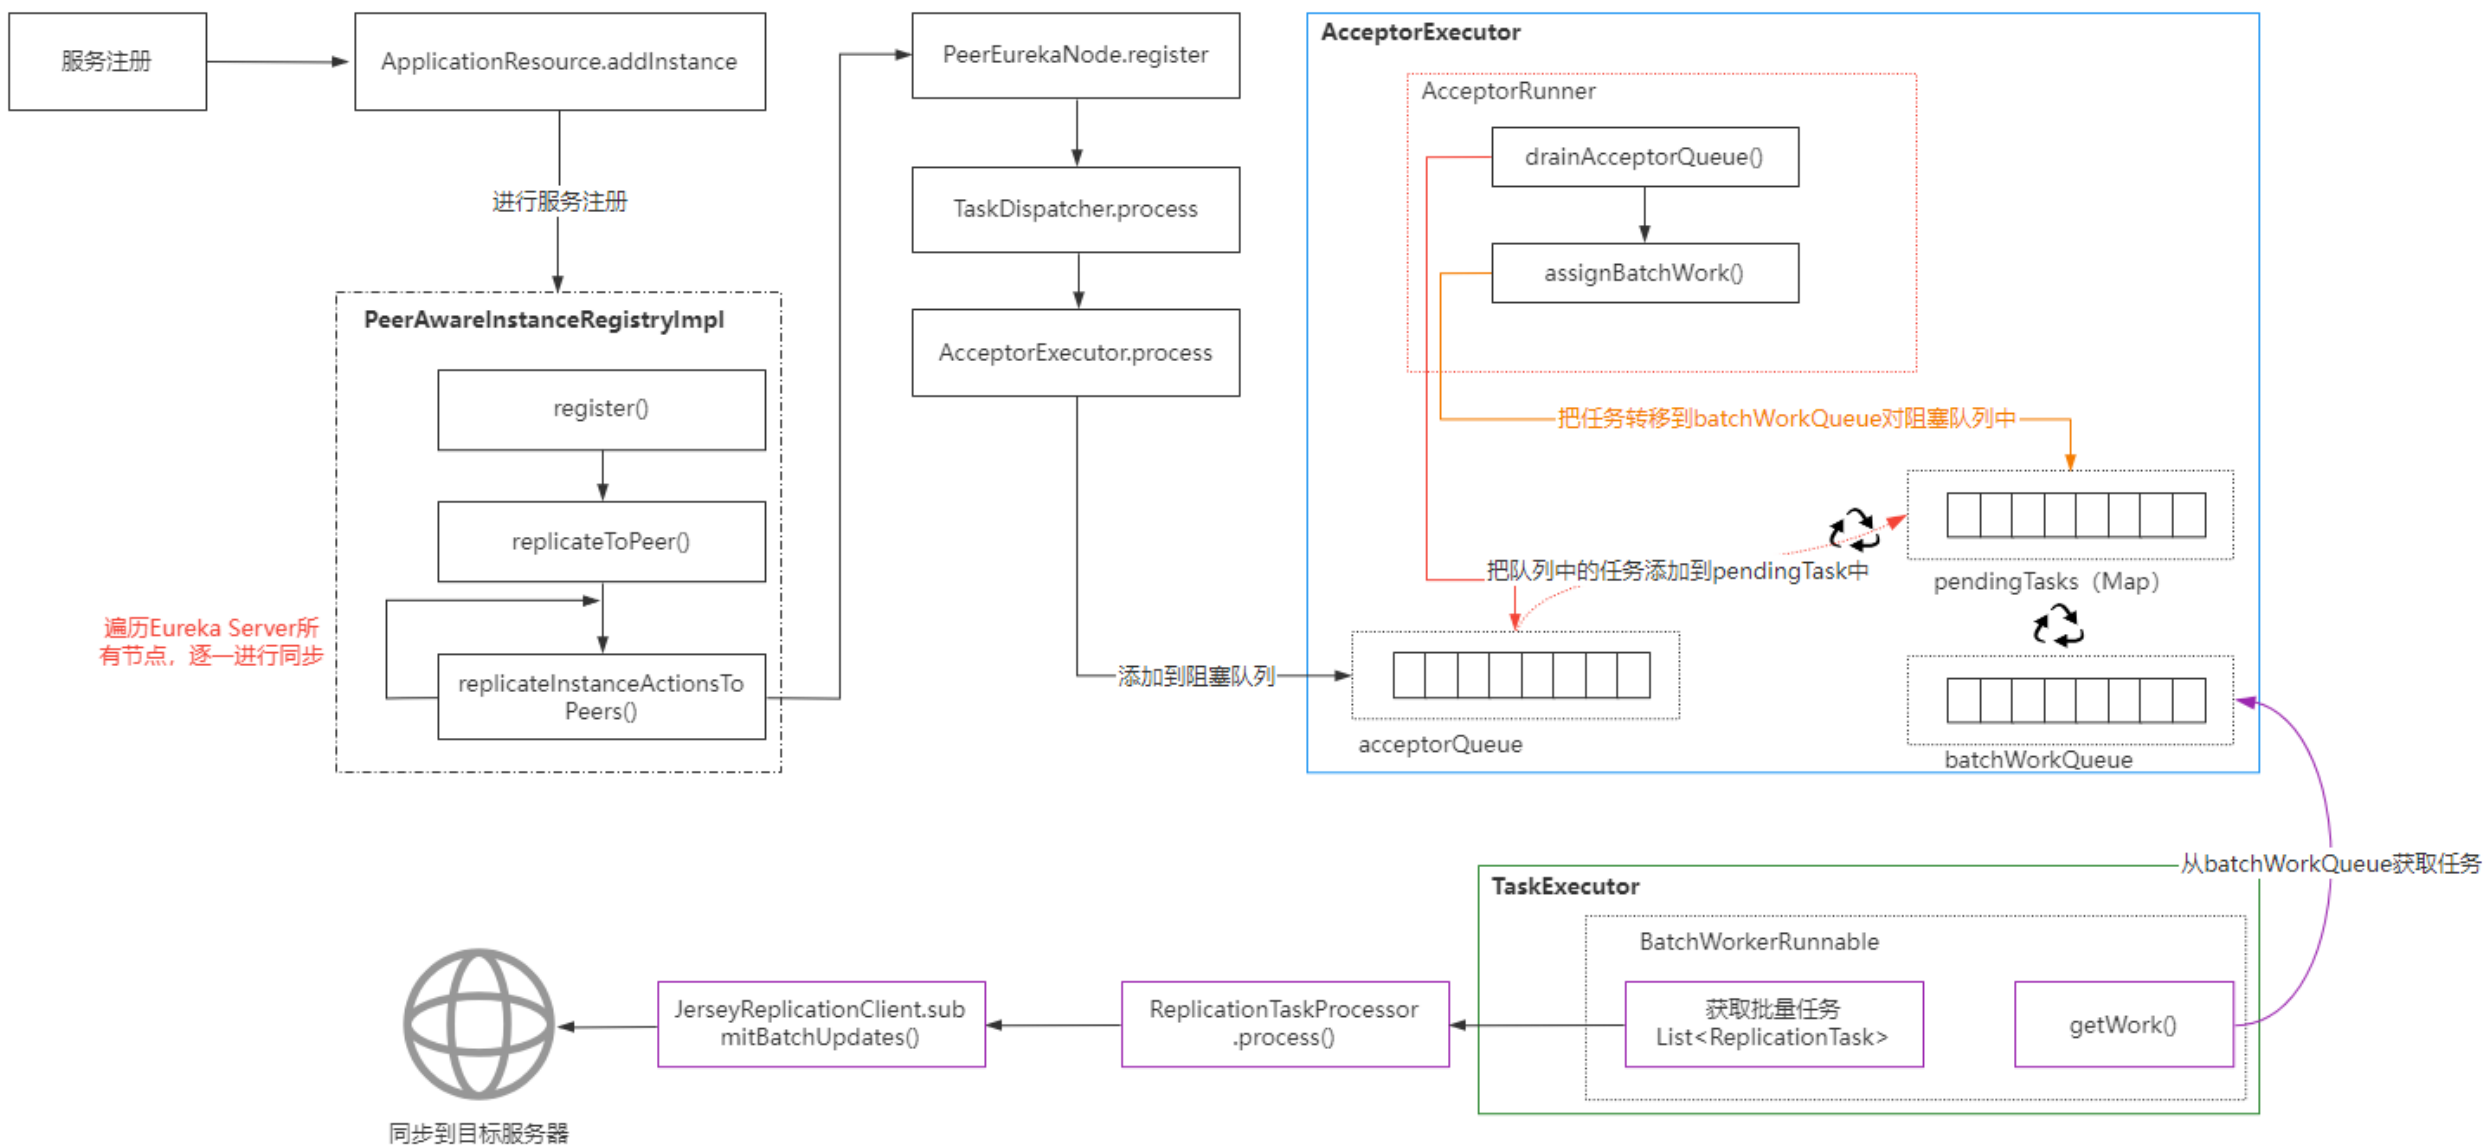 服务注册
ApplicationResource.addInstance
进行服务注册
PeerAwareInstanceRegistryImpl
register()
replicateToPeer()
遍历Eureka Server所
有节点，逐一进行同步
replicateInstanceActionsTo
Peers()
PeerEurekaNode.register
TaskDispatcher.process
AcceptorExecutor.process
添加到阻塞队列
AcceptorExecutor
AcceptorRunner
drainAcceptorQueue()
assignBatchWork()
把任务转移到batchWorkQueue对阻塞队列中
把队列中的任务添加到pendingTask中
pendingTasks（Map）
acceptorQueue
batchWorkQueue
从batchWorkQueue获取任务
TaskExecutor
BatchWorkerRunnable
获取批量任务
List<ReplicationTask>
getWork()
ReplicationTaskProcessor
.process()
JerseyReplicationClient.sub
mitBatchUpdates()
同步到目标服务器